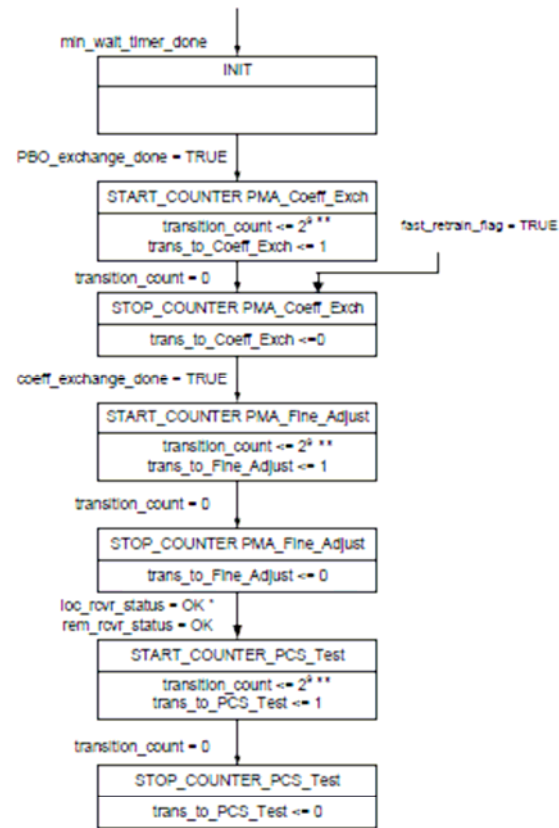 min_wait_timer_done
INIT
PBO_exchange_done = TRUE
START_COUNTER PMA_Coeff_Exch
transition_count <= 2⁹ **
trans_to_Coeff_Exch <= 1
fast_retrain_flag = TRUE
transition_count = 0
STOP_COUNTER PMA_Coeff_Exch
trans_to_Coeff_Exch <=0
coeff_exchange_done = TRUE
START_COUNTER PMA_Fine_Adjust
transition_count <= 2⁹ **
trans_to_Fine_Adjust <= 1
transition_count = 0
STOP_COUNTER PMA_Fine_Adjust
trans_to_Fine_Adjust <= 0
loc_rcvr_status = OK *
rem_rcvr_status = OK
START_COUNTER_PCS_Test
transition_count <= 2⁹ **
trans_to_PCS_Test <= 1
transition_count = 0
STOP_COUNTER_PCS_Test
trans_to_PCS_Test <= 0